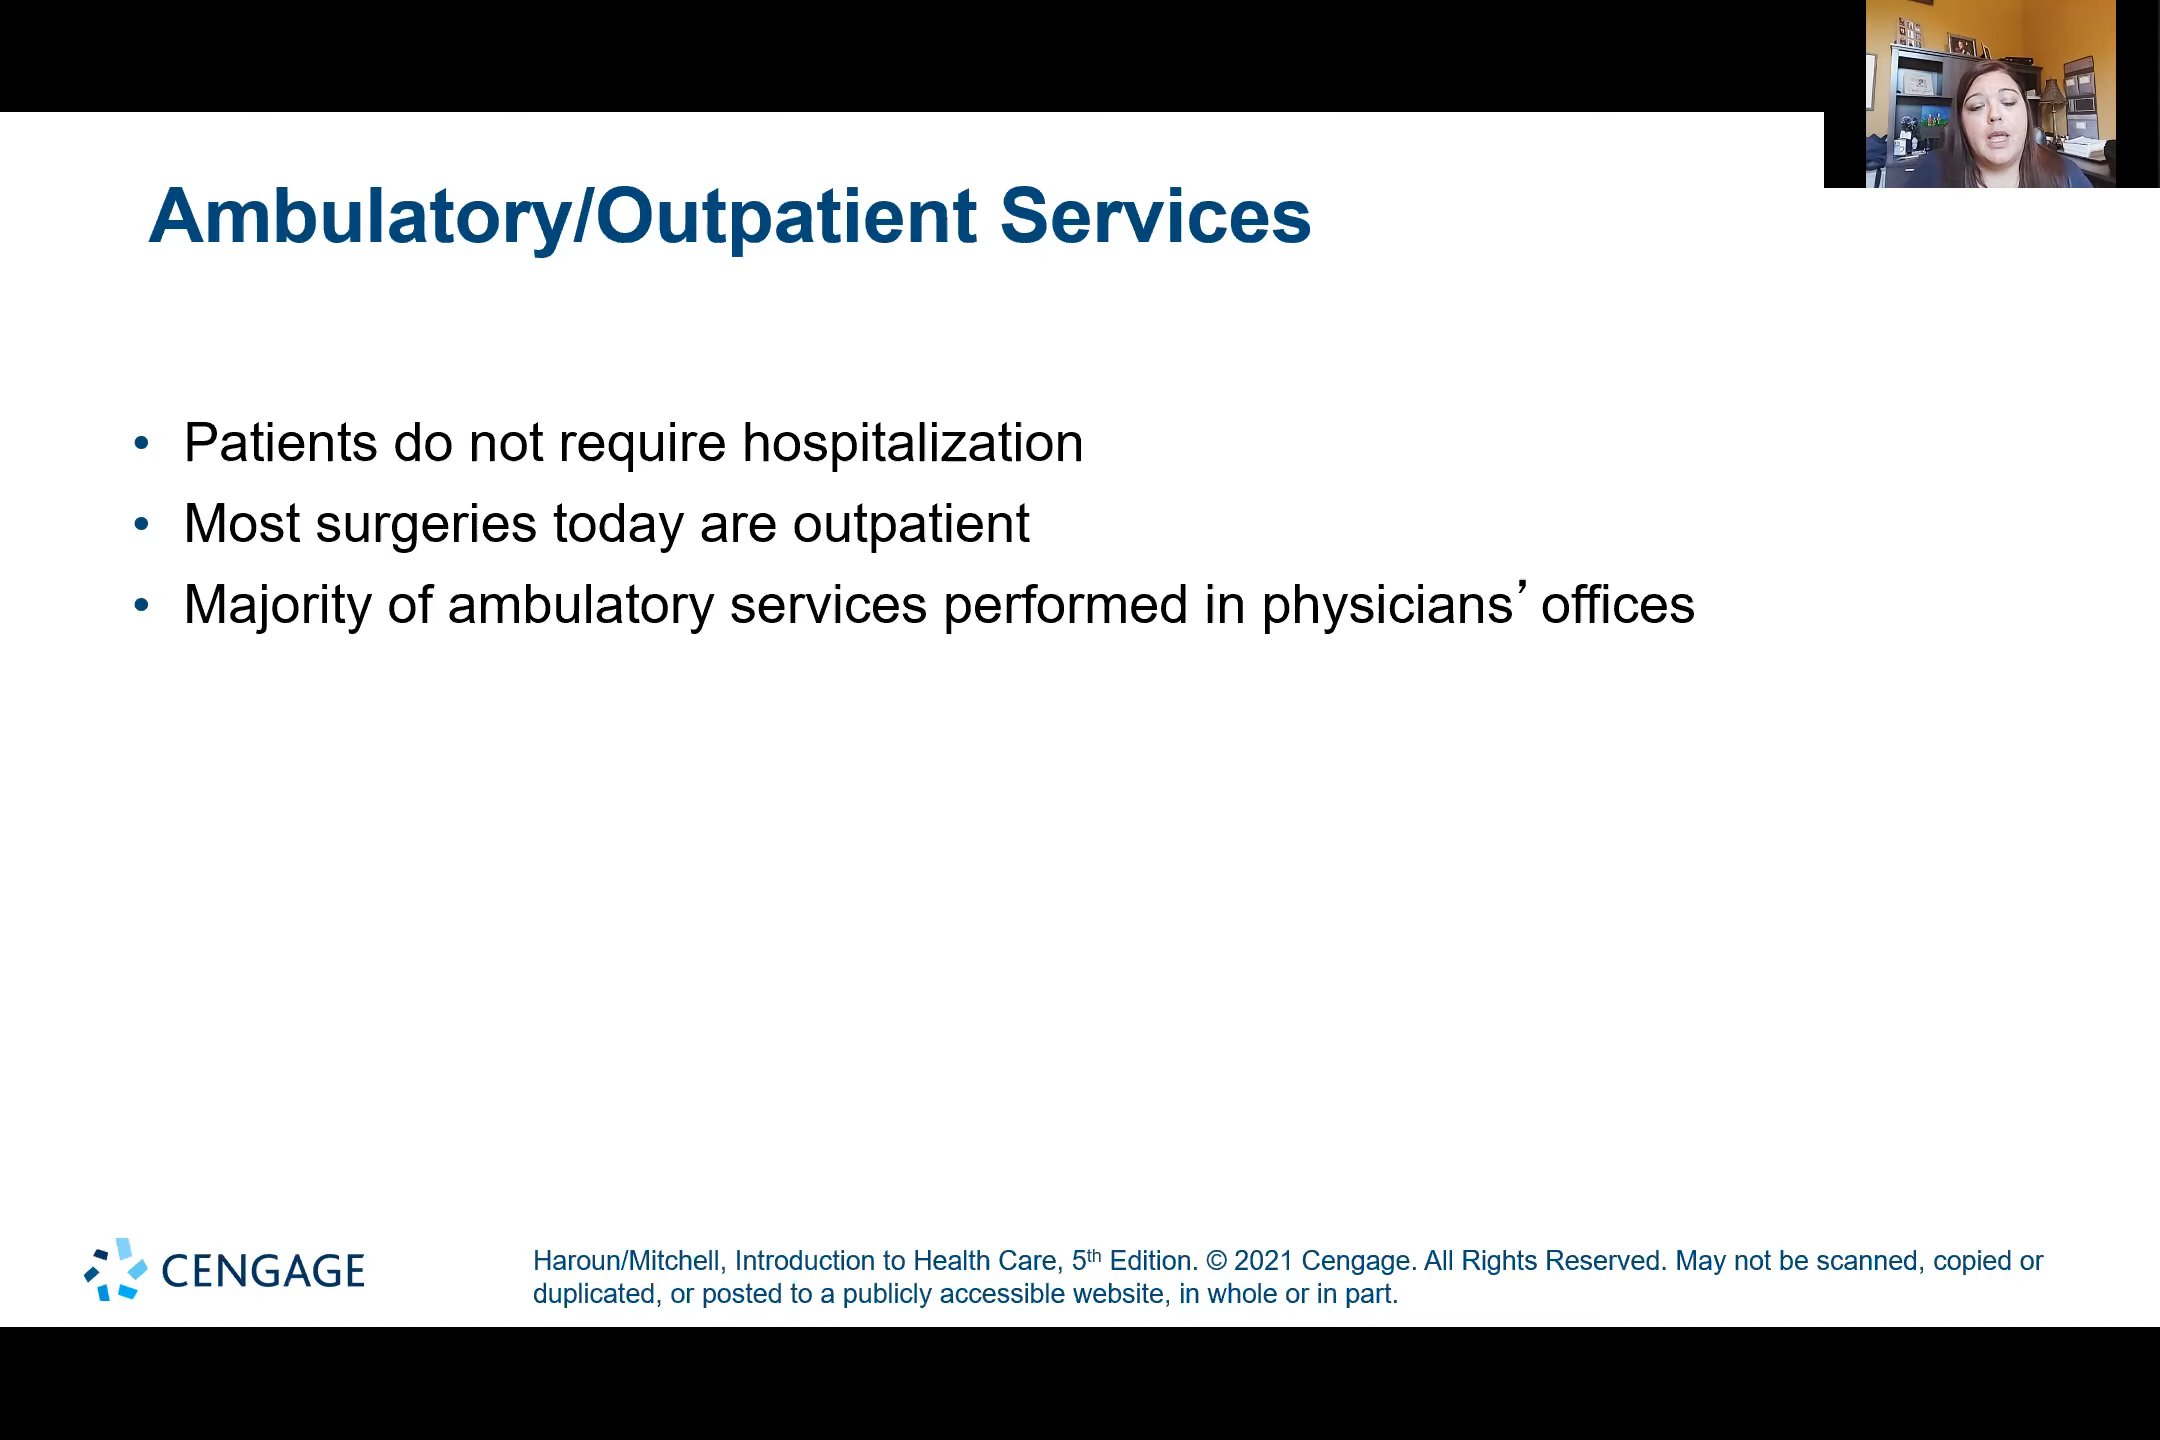 Ambulatory/Outpatient Services
• Patients do not require hospitalization
• Most surgeries today are outpatient
• Majority of ambulatory services performed in physicians’ offices
CENGAGE
Haroun/Mitchell, Introduction to Health Care, 5th Edition. © 2021 Cengage. All Rights Reserved. May not be scanned, copied or
duplicated, or posted to a publicly accessible website, in whole or in part.